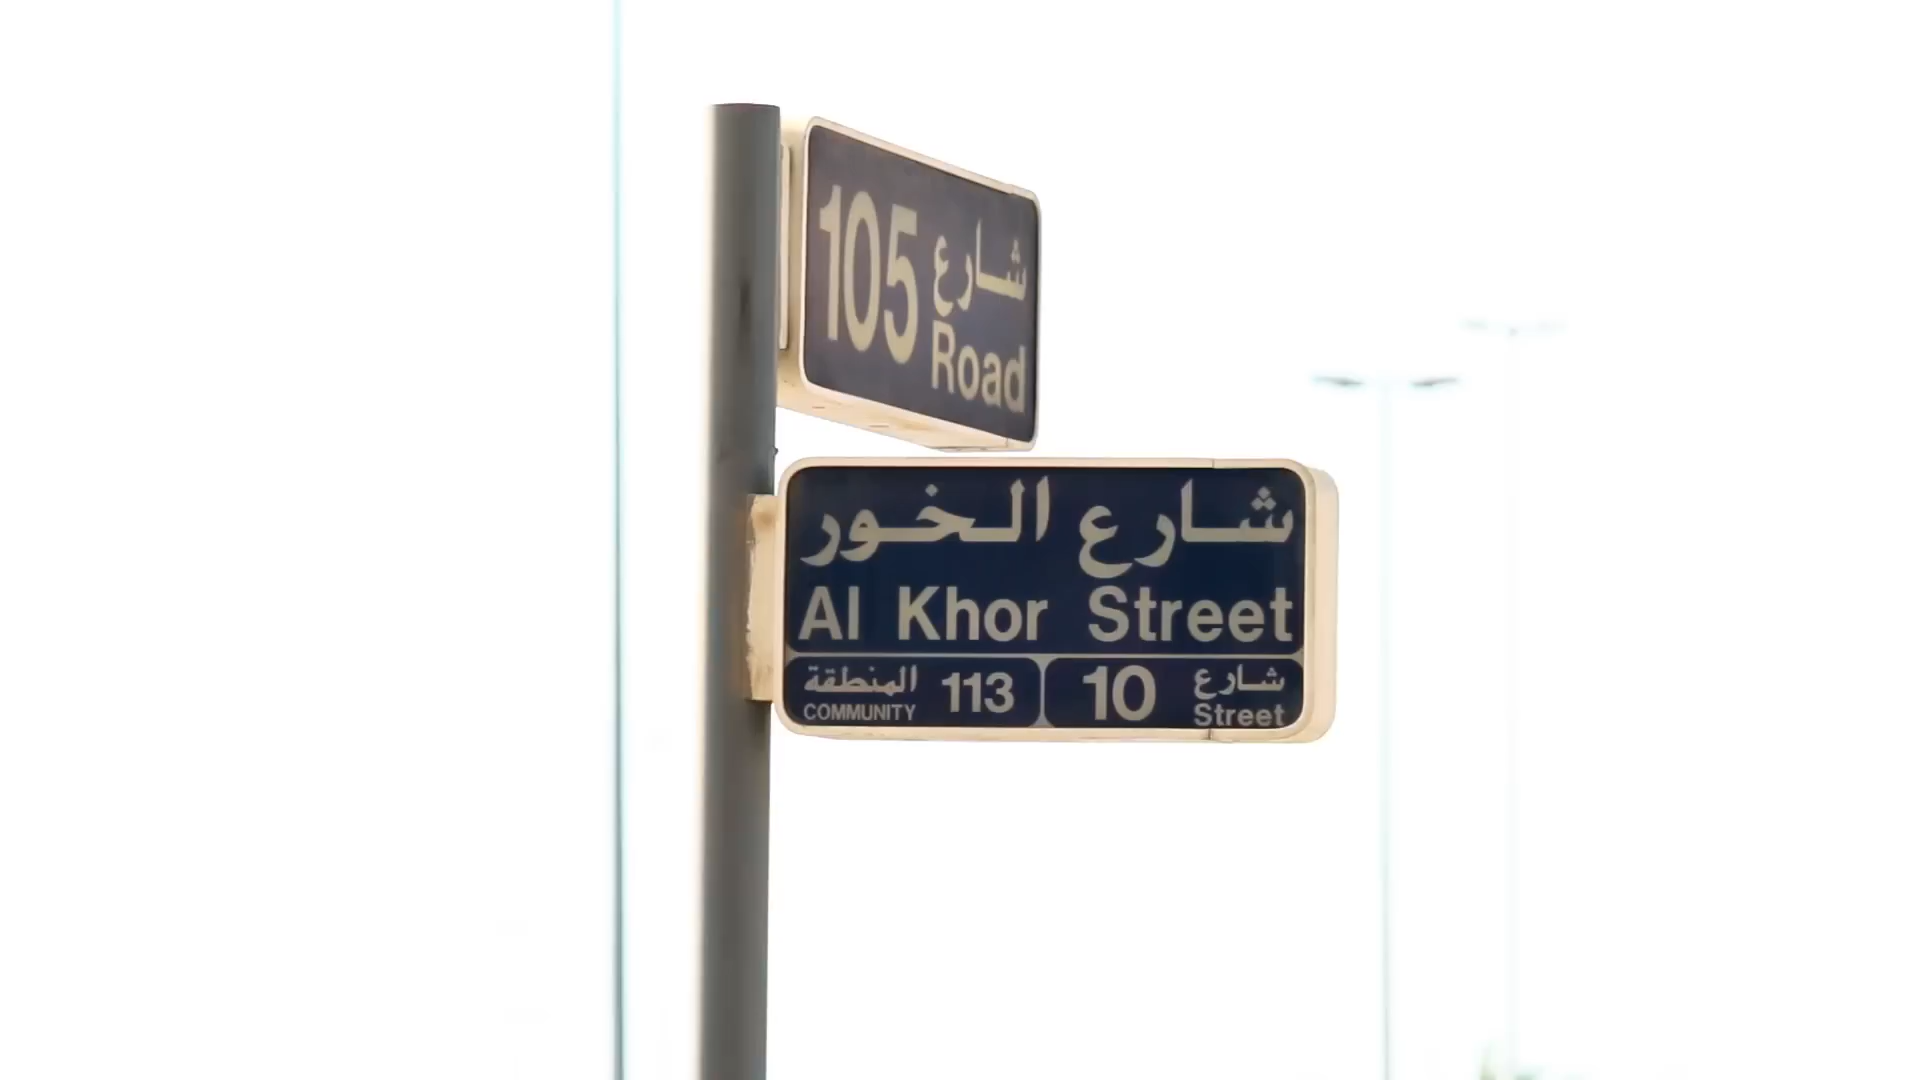 105 شارع
Road
شارع الخور
Al Khor Street
المنطقة
COMMUNITY
113
10
شارع
Street